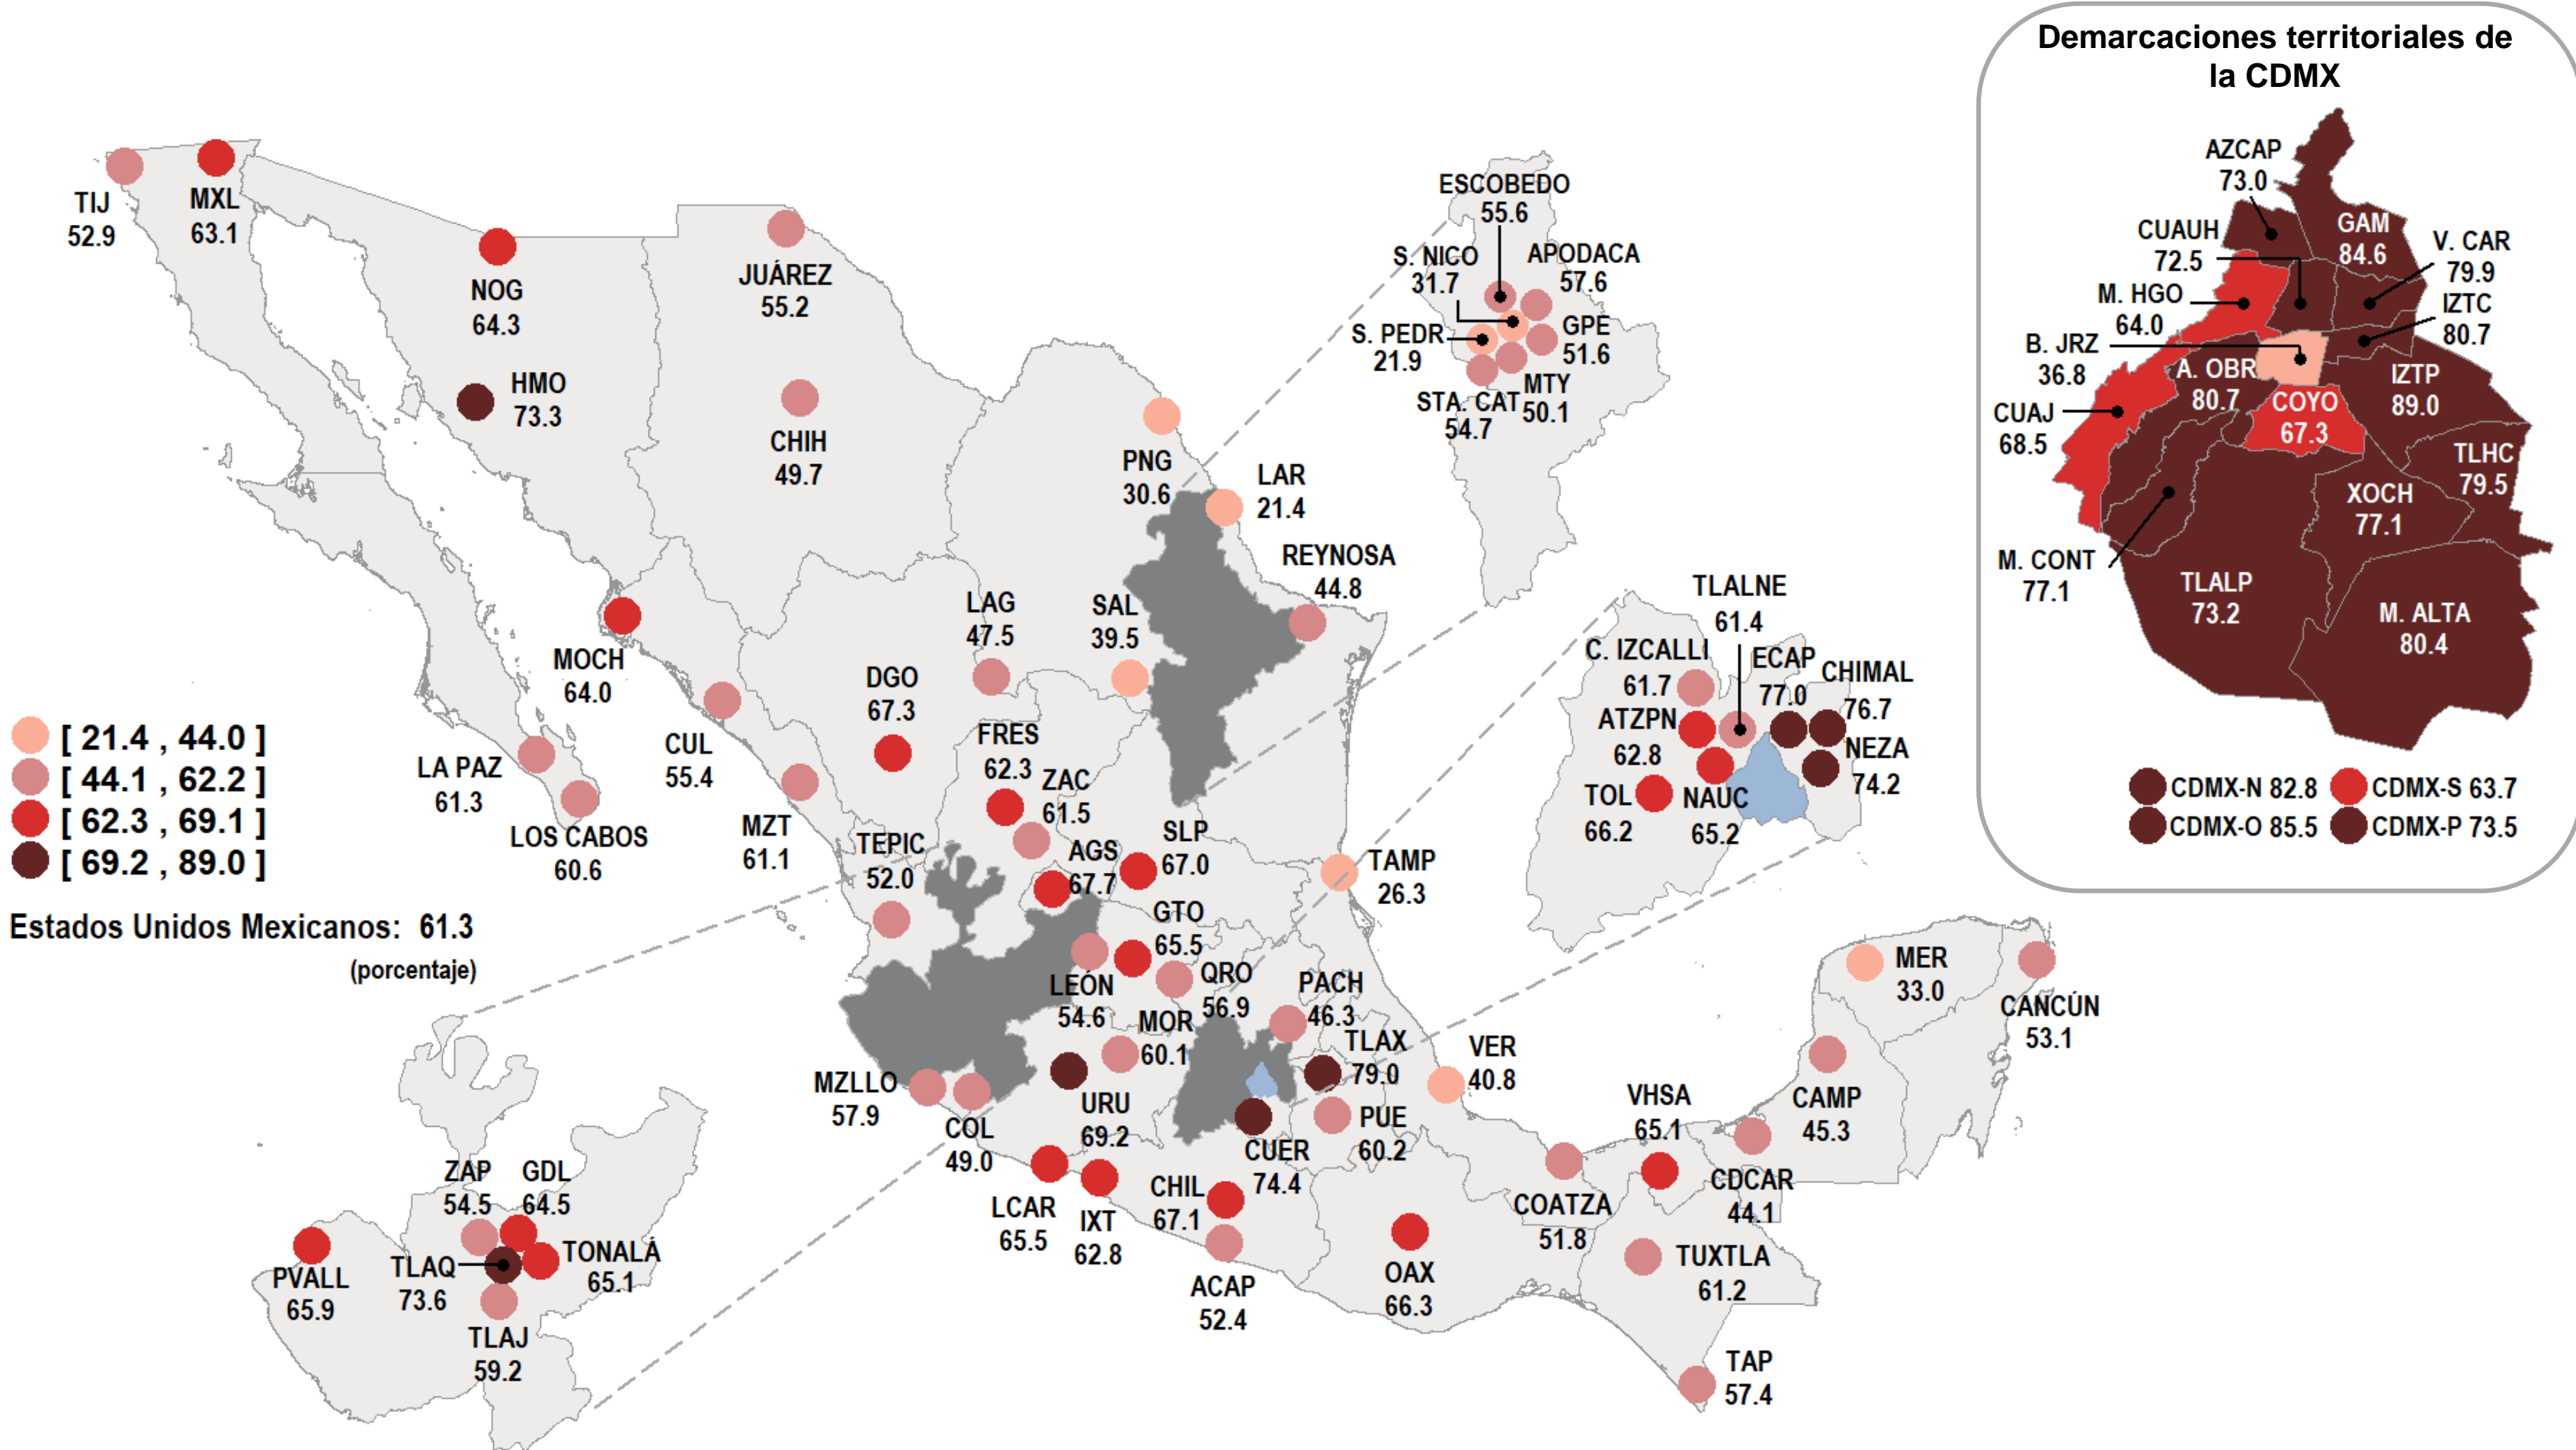 Demarcaciones territoriales de
la CDMX
AZCAP
73.0
CUAUH
72.5
GAM
84.6
V. CAR
79.9
M. HGO
64.0
IZTC
80.7
B. JRZ
36.8
A. OBR
80.7
IZTP
89.0
CUAJ
68.5
COYO
67.3
TLHC
79.5
XOCH
77.1
M. CONT
77.1
TLALP
73.2
M. ALTA
80.4
CDMX-N 82.8
CDMX-S 63.7
CDMX-O 85.5
CDMX-P 73.5
TIJ
52.9
MXL
63.1
NOG
64.3
HMO
73.3
JUÁREZ
55.2
CHIH
49.7
ESCOBEDO
55.6
S. NICO
31.7
APODACA
57.6
S. PEDR
21.9
GPE
51.6
STA. CAT
54.7
MTY
50.1
PNG
30.6
LAR
21.4
REYNOSA
44.8
LAG
47.5
SAL
39.5
MOCH
64.0
DGO
67.3
CUL
55.4
LA PAZ
61.3
LOS CABOS
60.6
MZT
61.1
FRES
62.3
ZAC
61.5
TEPIC
52.0
AGS
67.7
SLP
67.0
TAMP
26.3
TLALNE
61.4
C. IZCALLI
61.7
ECAP
77.0
CHIMAL
76.7
ATZPN
62.8
NEZA
74.2
TOL
66.2
NAUC
65.2
[ 21.4 , 44.0 ]
[ 44.1 , 62.2 ]
[ 62.3 , 69.1 ]
[ 69.2 , 89.0 ]
Estados Unidos Mexicanos: 61.3
(porcentaje)
GTO
65.5
LEÓN
54.6
QRO
56.9
PACH
46.3
MOR
60.1
TLAX
79.0
VER
40.8
MZLLO
57.9
COL
49.0
URU
69.2
CUER
74.4
PUE
60.2
LCAR
65.5
IXT
62.8
CHIL
67.1
ACAP
52.4
OAX
66.3
COATZA
51.8
VHSA
65.1
CDCAR
44.1
CAMP
45.3
MER
33.0
CANCÚN
53.1
TUXTLA
61.2
TAP
57.4
ZAP
54.5
GDL
64.5
PVALL
65.9
TLAQ
73.6
TONALÁ
65.1
TLAJ
59.2